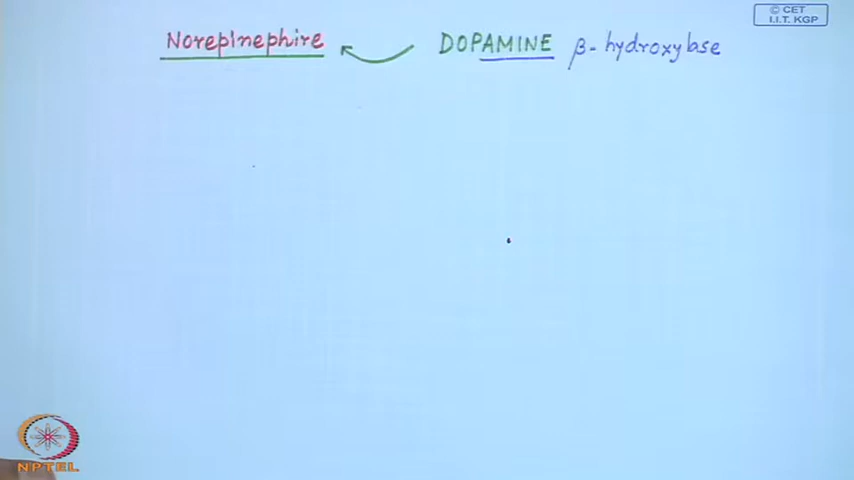 © CET
I.I.T. KGP
Norepinephire DOPAMINE β-hydroxylase
NPTEL